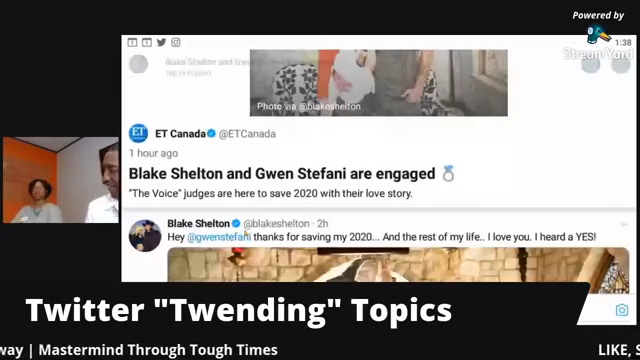 Powered by
StreamYard
1:38
Blake Shelton and Gwen Stefani
Photo via @blakeshelton
ET Canada @ETCanada
1 hour ago
Blake Shelton and Gwen Stefani are engaged 💍
"The Voice" judges are here to save 2020 with their love story.
Blake Shelton @blakeshelton · 2h
Hey @gwenstefani thanks for saving my 2020... And the rest of my life.. I love you. I heard a YES!
Twitter "Twending" Topics
way | Mastermind Through Tough Times
LIKE, S